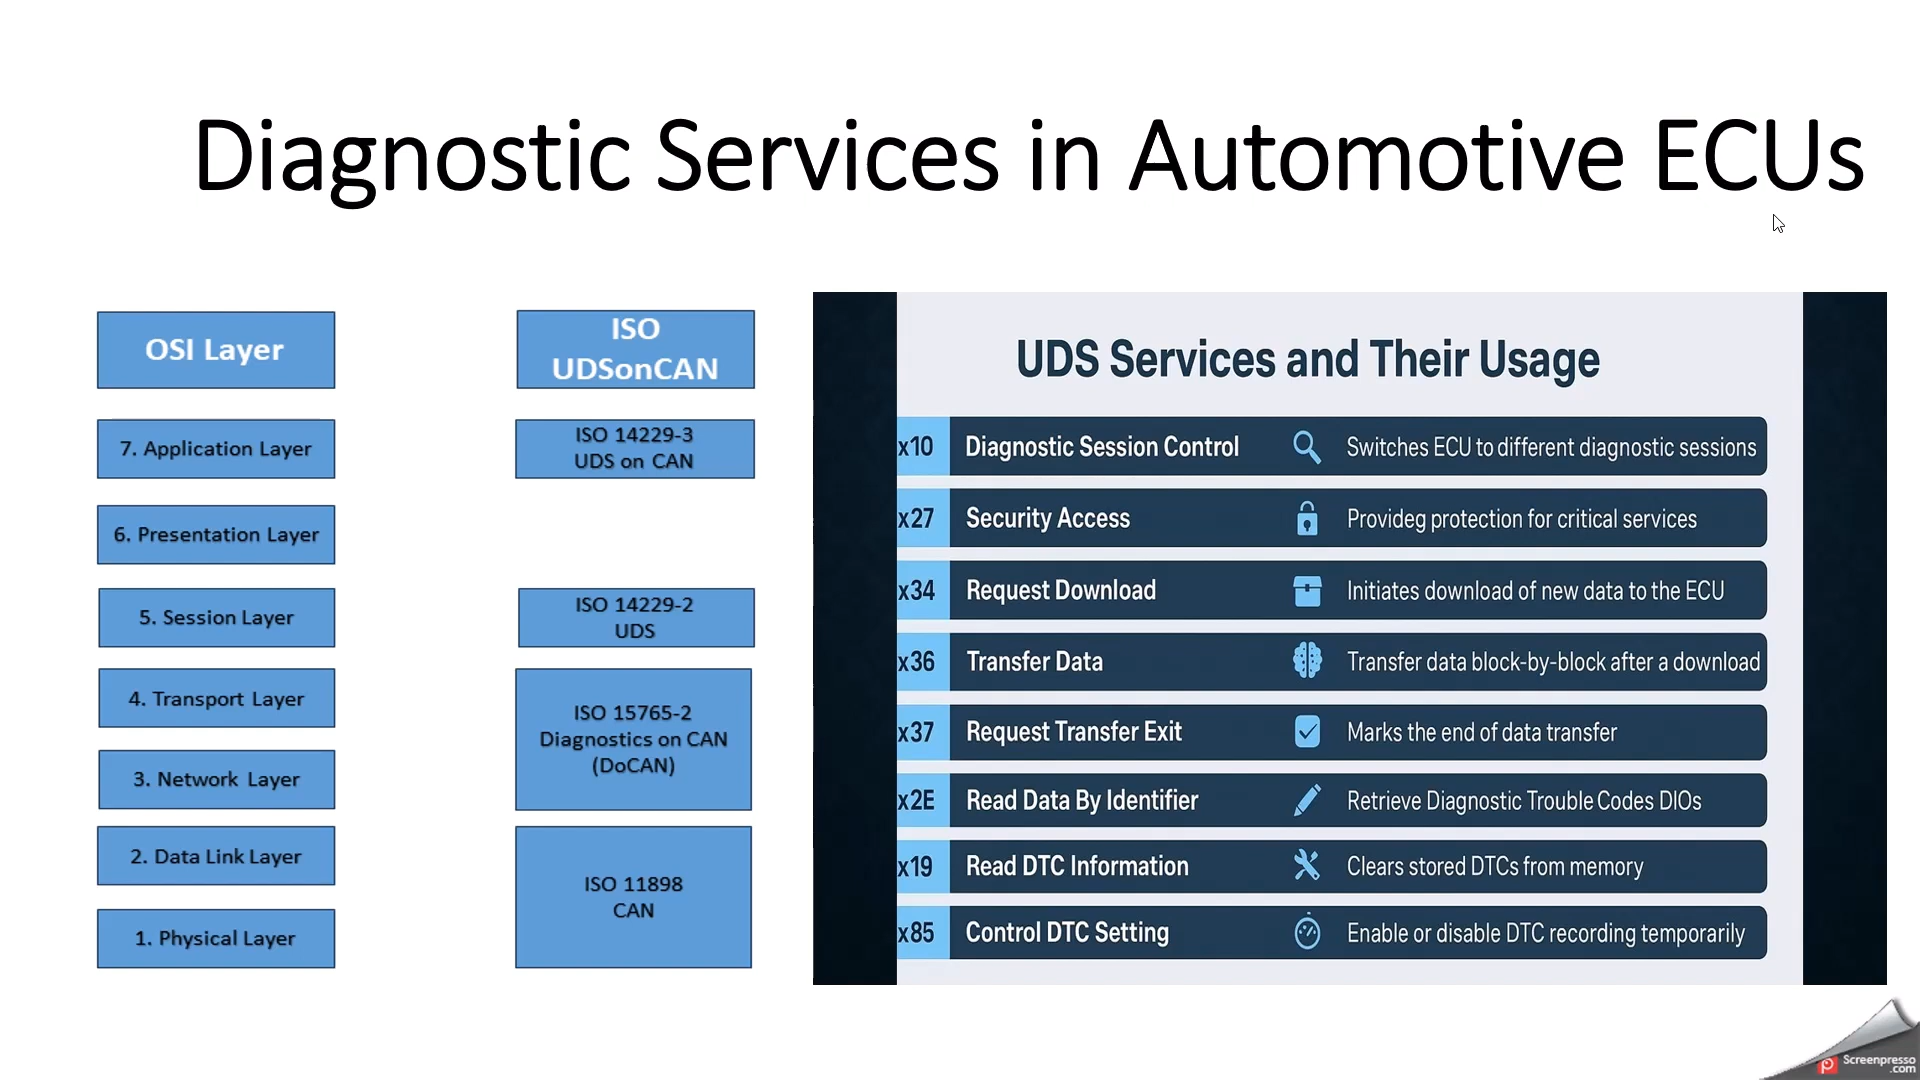 Diagnostic Services in Automotive ECUs
OSI Layer
7. Application Layer
6. Presentation Layer
5. Session Layer
4. Transport Layer
3. Network Layer
2. Data Link Layer
1. Physical Layer
ISO
UDSonCAN
ISO 14229-3
UDS on CAN
ISO 14229-2
UDS
ISO 15765-2
Diagnostics on CAN
(DoCAN)
ISO 11898
CAN
UDS Services and Their Usage
x10 Diagnostic Session Control Switches ECU to different diagnostic sessions
x27 Security Access Provideg protection for critical services
x34 Request Download Initiates download of new data to the ECU
x36 Transfer Data Transfer data block-by-block after a download
x37 Request Transfer Exit Marks the end of data transfer
x2E Read Data By Identifier Retrieve Diagnostic Trouble Codes DIOs
x19 Read DTC Information Clears stored DTCs from memory
x85 Control DTC Setting Enable or disable DTC recording temporarily
Screenpresso
.com